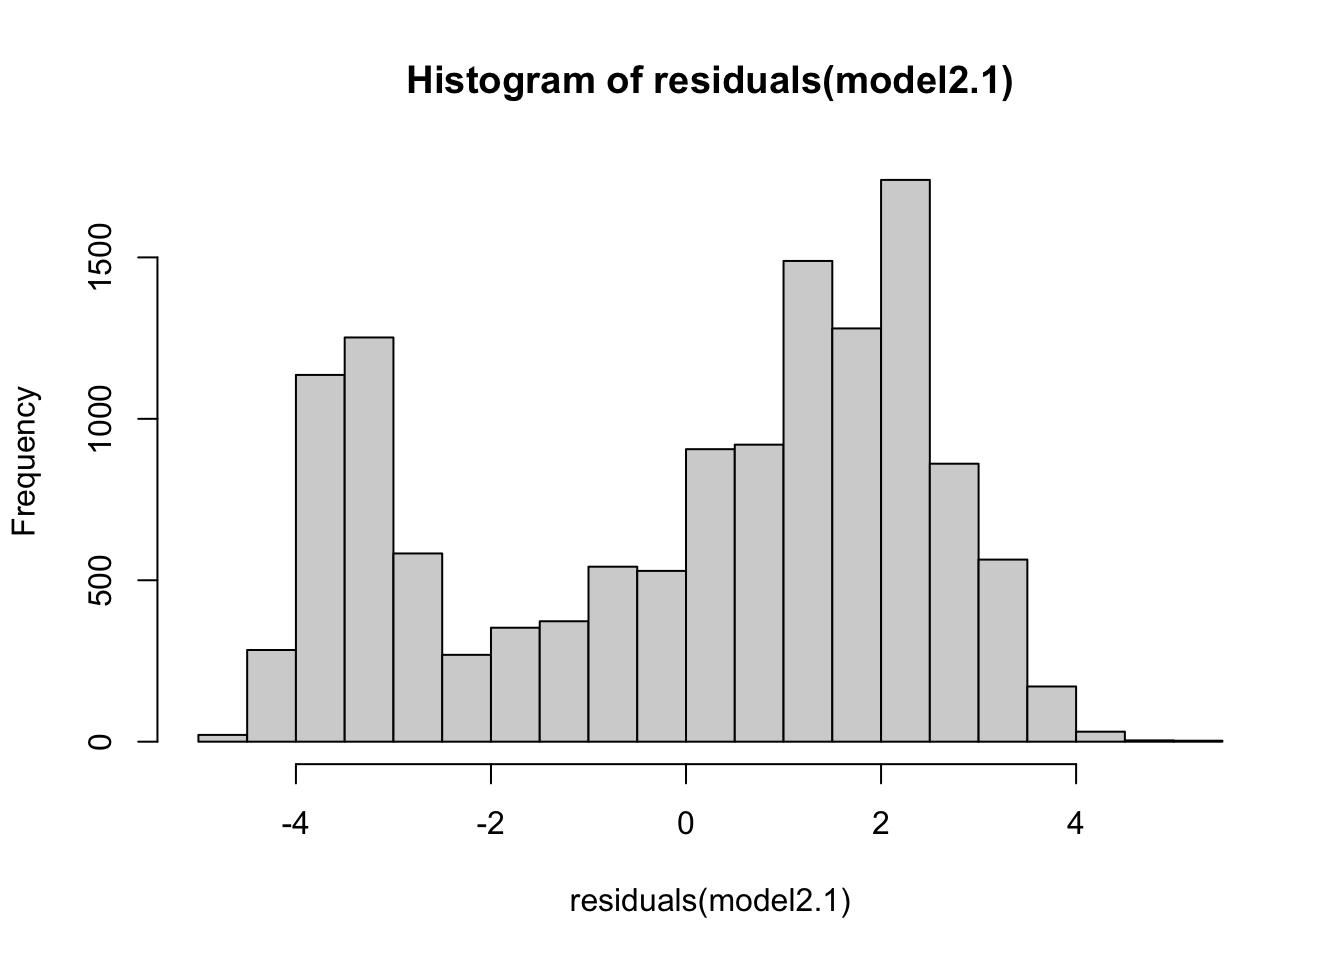 Histogram of residuals(model2.1)
Frequency
1500
1000
500
0
-4 -2 0 2 4
residuals(model2.1)